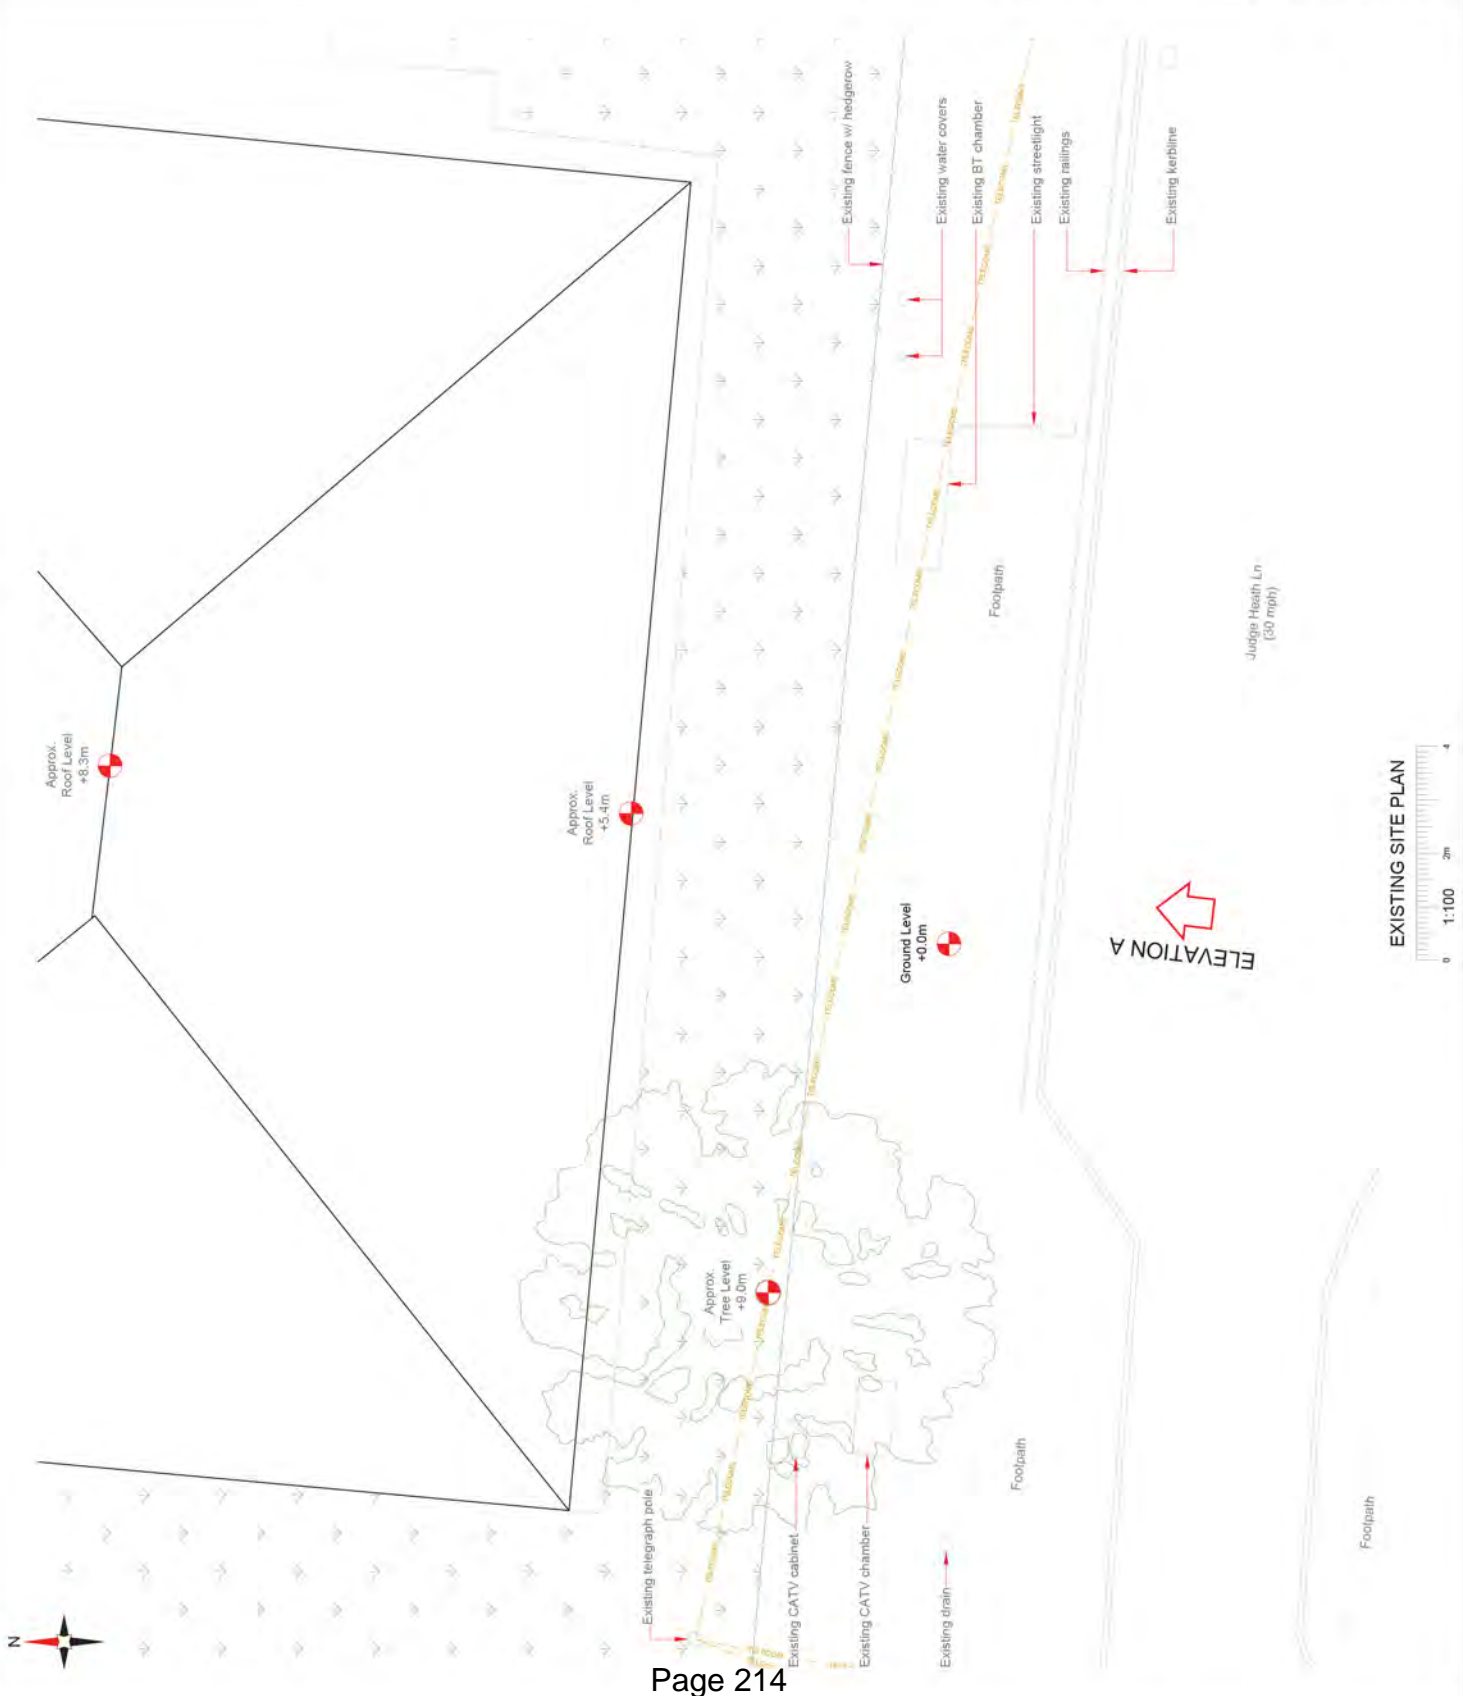 N
Approx.
Roof Level
+8.3m
Approx.
Roof Level
+5.4m
Approx.
Tree Level
+9.0m
Ground Level
+0.0m
Existing fence w/ hedgerow
Existing water covers
Existing BT chamber
Existing streetlight
Existing railings
Existing kerbline
Footpath
Judge Heath Ln
(30 mph)
ELEVATION A
Existing telegraph pole
Existing CATV cabinet
Existing CATV chamber
Existing drain
Footpath
Footpath
EXISTING SITE PLAN
0 2m 4
1:100
Page 214